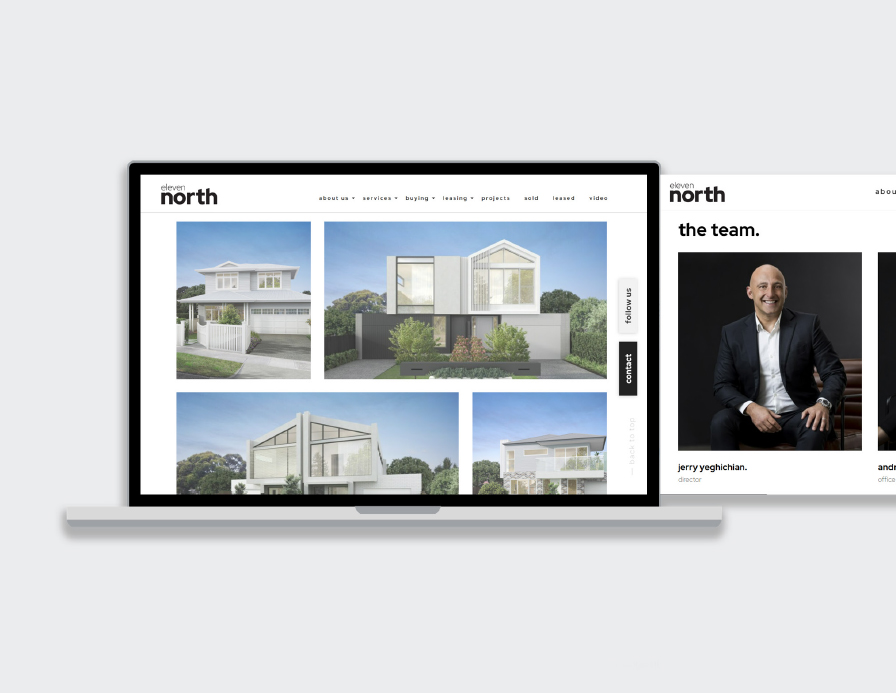 eleven
north
about us services buying leasing projects sold leased video
follow us
contact
back to top
eleven
north
abou
the team.
jerry yeghichian.
director
andr
office